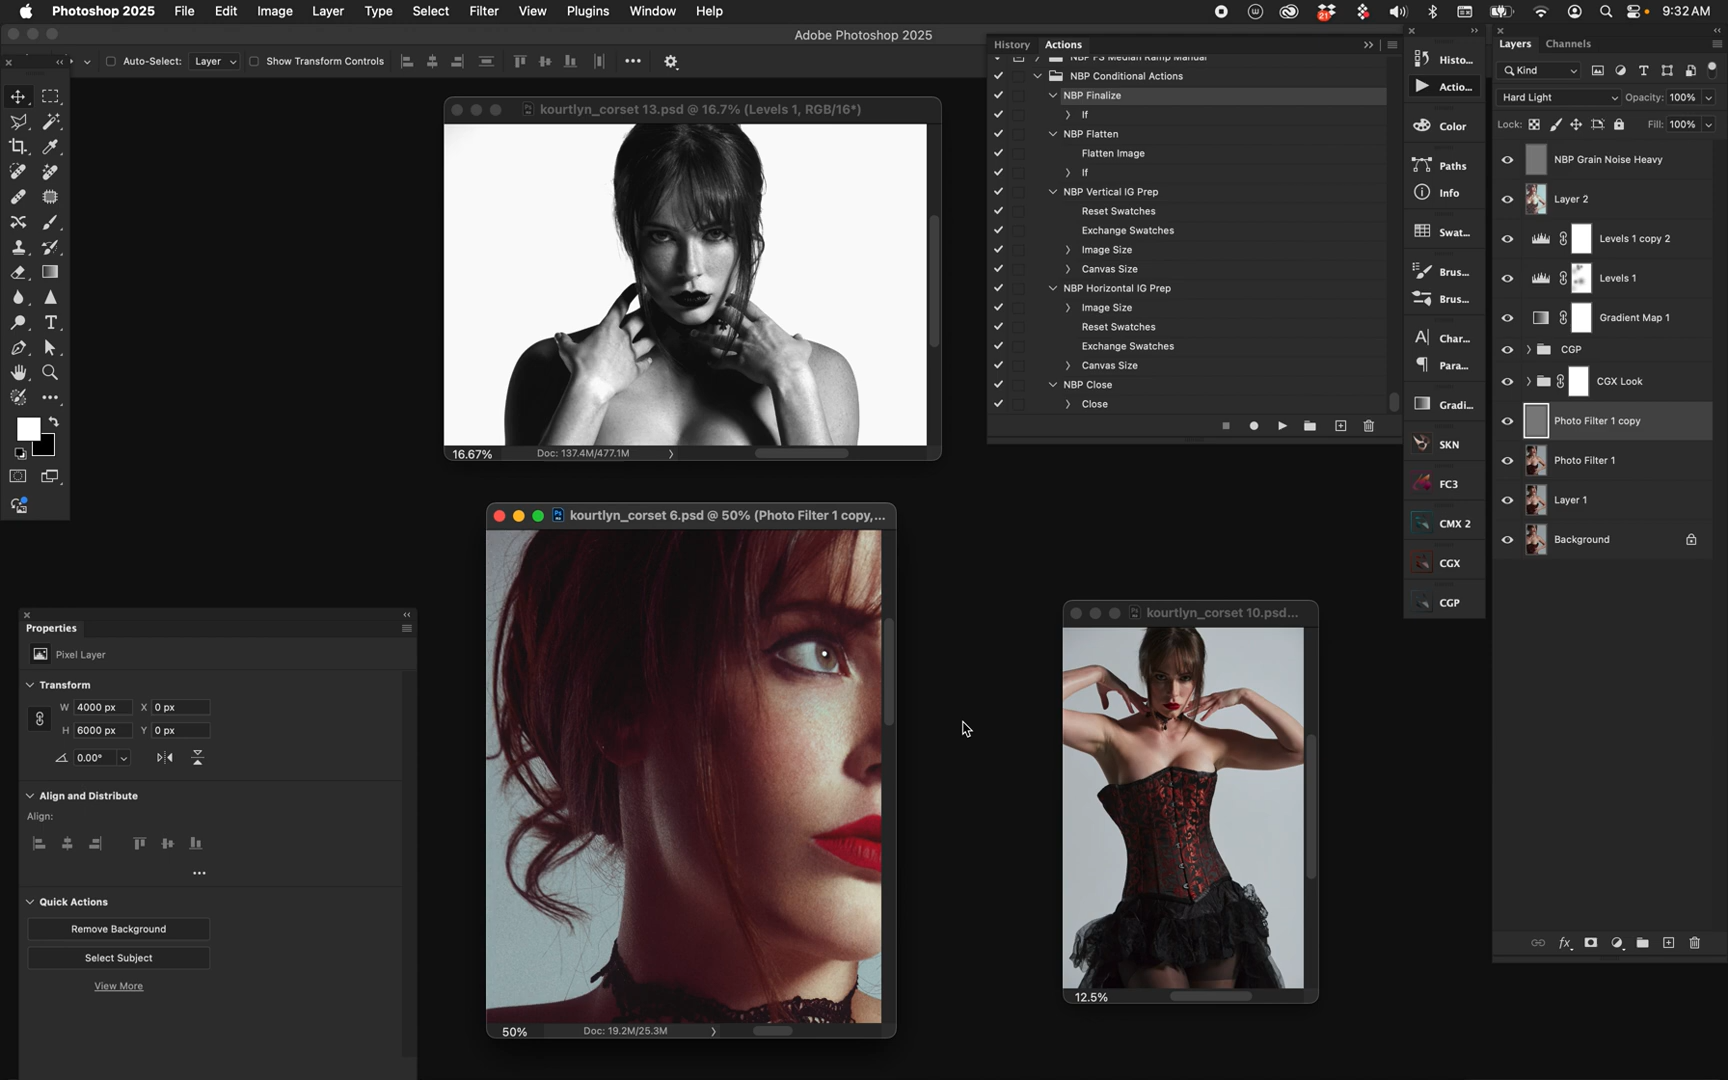 Photoshop 2025 File Edit Image Layer Type Select Filter View Plugins Window Help 21 9:32 AM
Adobe Photoshop 2025
Auto-Select: Layer Show Transform Controls
History Actions
NBP FS Median Ramp Manual
NBP Conditional Actions
NBP Finalize
If
NBP Flatten
Flatten Image
If
NBP Vertical IG Prep
Reset Swatches
Exchange Swatches
Image Size
Canvas Size
NBP Horizontal IG Prep
Image Size
Reset Swatches
Exchange Swatches
Canvas Size
NBP Close
Close
Histo...
Actio...
Color
Paths
Info
Swat...
Brus...
Brus...
Char...
Para...
Gradi...
SKN
FC3
CMX 2
CGX
CGP
Layers Channels
Kind
Hard Light Opacity: 100%
Lock: Fill: 100%
NBP Grain Noise Heavy
Layer 2
Levels 1 copy 2
Levels 1
Gradient Map 1
CGP
CGX Look
Photo Filter 1 copy
Photo Filter 1
Layer 1
Background
kourtlyn_corset 13.psd @ 16.7% (Levels 1, RGB/16*)
16.67% Doc: 137.4M/477.1M
kourtlyn_corset 6.psd @ 50% (Photo Filter 1 copy,...
50% Doc: 19.2M/25.3M
kourtlyn_corset 10.psd...
12.5%
Properties
Pixel Layer
Transform
W 4000 px X 0 px
H 6000 px Y 0 px
0.00°
Align and Distribute
Align:
Quick Actions
Remove Background
Select Subject
View More